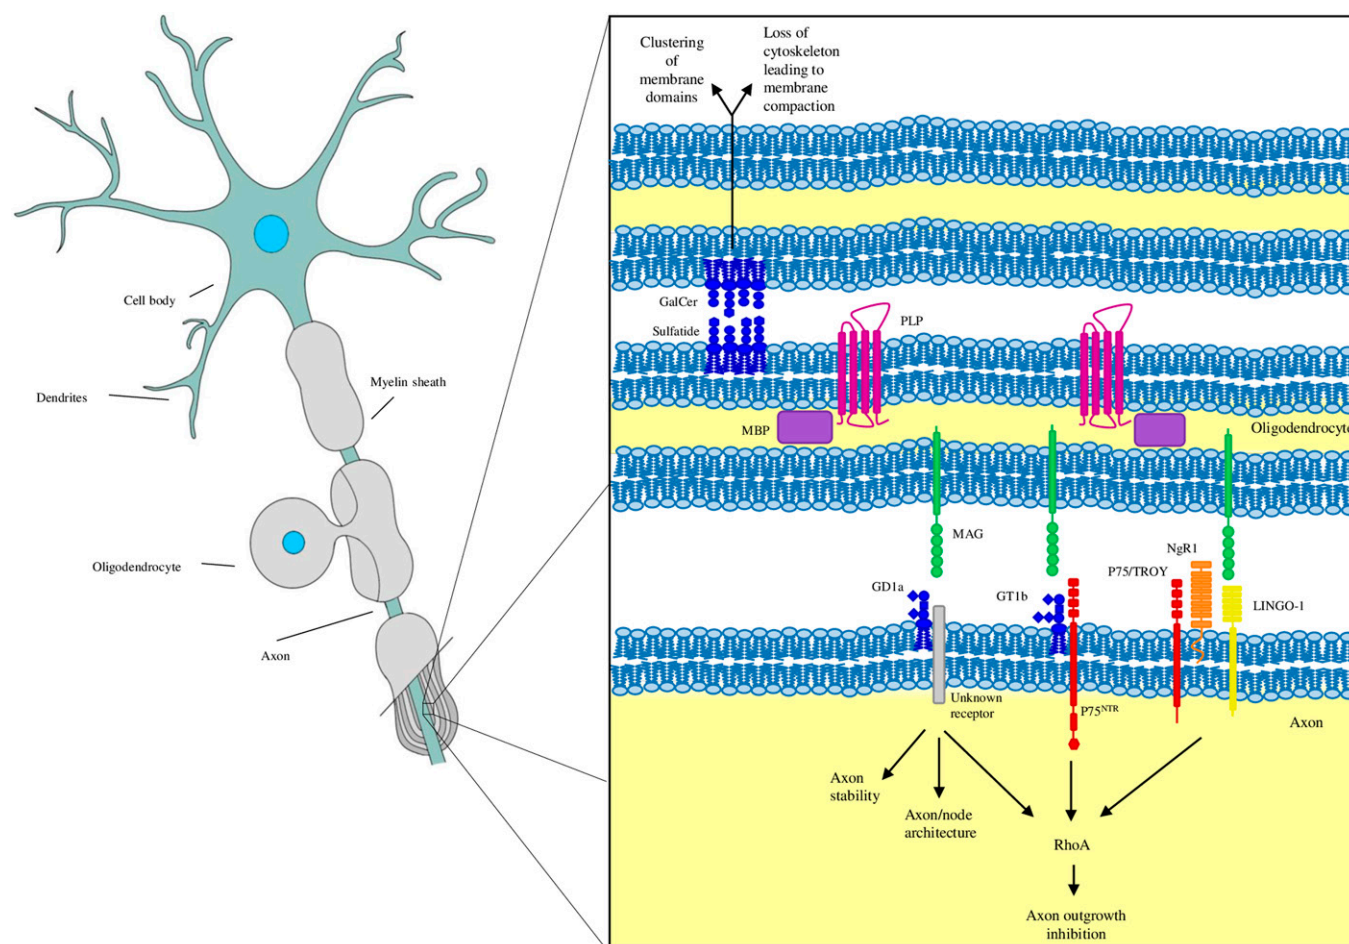 Cell body
Dendrites
Myelin sheath
Oligodendrocyte
Axon
Clustering
of
membrane
domains
Loss of
cytoskeleton
leading to
membrane
compaction
GalCer
Sulfatide
PLP
MBP
Oligodendrocyte
MAG
NgR1
P75/TROY
GD1a
GT1b
LINGO-1
Unknown
receptor
P75NTR
Axon
Axon
stability
Axon/node
architecture
RhoA
Axon outgrowth
inhibition